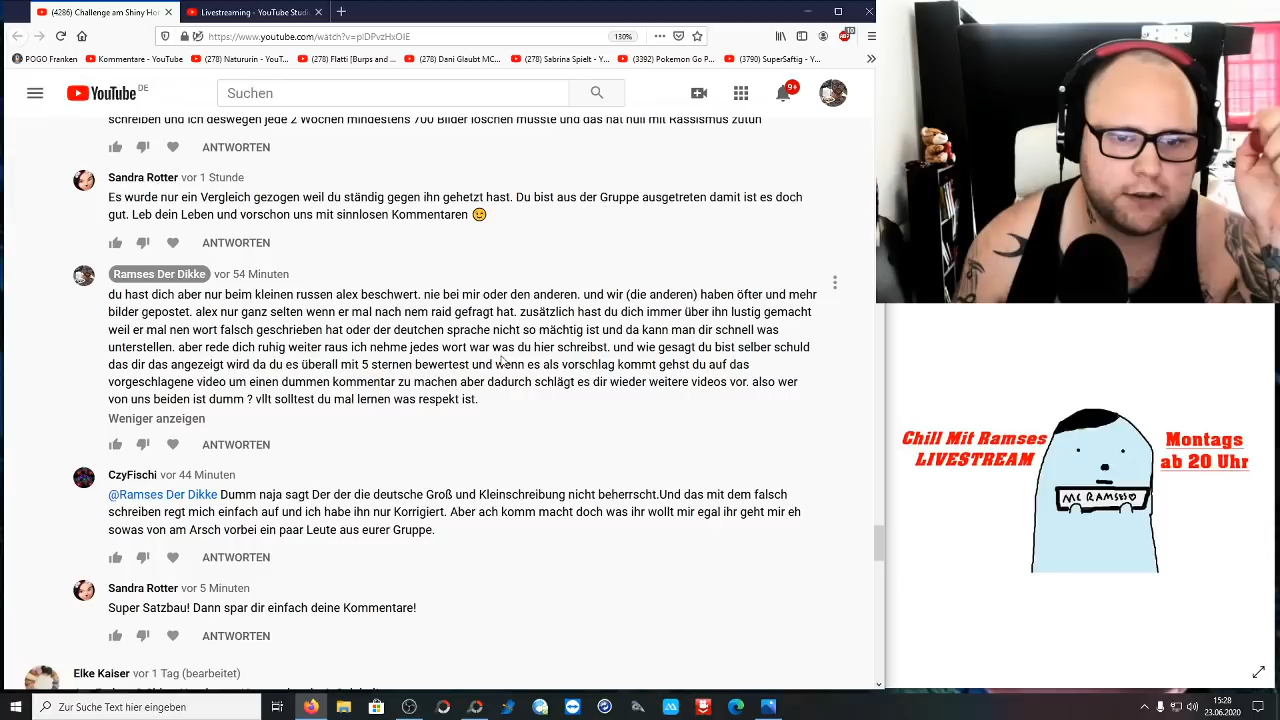 (4286) Challenge am Shiny Ho
Livestreaming - YouTube Studi
https://www.youtube.com/watch?v=pIDPvzHxOIE
130%
10
POGO Franken
Kommentare - YouTube
(278) Natururin - YouT...
(278) Flatti [Burps and ...
(278) Dani Glaubt MC...
(278) Sabrina Spielt - Y...
(3392) Pokemon Go P...
(3790) SuperSaftig - Yo...
YouTube DE
Suchen
9+
schreiben und ich deswegen jede 2 Wochen mindestens 700 Bilder löschen musste und das hat null mit Rassismus zutun
ANTWORTEN
Sandra Rotter vor 1 Stunde
Es wurde nur ein Vergleich gezogen weil du ständig gegen ihn gehetzt hast. Du bist aus der Gruppe ausgetreten damit ist es doch
gut. Leb dein Leben und vorschon uns mit sinnlosen Kommentaren 😉
ANTWORTEN
Ramses Der Dikke vor 54 Minuten
du hast dich aber nur beim kleinen russen alex beschwert. nie bei mir oder den anderen. und wir (die anderen) haben öfter und mehr
bilder gepostet. alex nur ganz selten wenn er mal nach nem raid gefragt hat. zusätzlich hast du dich immer über ihn lustig gemacht
weil er mal nen wort falsch geschrieben hat oder der deutchen sprache nicht so mächtig ist und da kann man dir schnell was
unterstellen. aber rede dich ruhig weiter raus ich nehme jedes wort war was du hier schreibst. und wie gesagt du bist selber schuld
das dir das angezeigt wird da du es überall mit 5 sternen bewertest und wenn es als vorschlag kommt gehst du auf das
vorgeschlagene video um einen dummen kommentar zu machen aber dadurch schlägt es dir wieder weitere videos vor. also wer
von uns beiden ist dumm ? vllt solltest du mal lernen was respekt ist.
Weniger anzeigen
ANTWORTEN
CzyFischi vor 44 Minuten
@Ramses Der Dikke Dumm naja sagt Der der die deutsche Groß und Kleinschreibung nicht beherrscht.Und das mit dem falsch
schreiben regt mich einfach auf und ich habe ihn nur Korrigiert. Aber ach komm macht doch was ihr wollt mir egal ihr geht mir eh
sowas von am Arsch vorbei ein paar Leute aus eurer Gruppe.
ANTWORTEN
Sandra Rotter vor 5 Minuten
Super Satzbau! Dann spar dir einfach deine Kommentare!
ANTWORTEN
Elke Kaiser vor 1 Tag (bearbeitet)
Chill Mit Ramses
LIVESTREAM
Montags
ab 20 Uhr
MC RAMSES♡
Zur Suche Text hier eingeben
15:28
23.06.2020